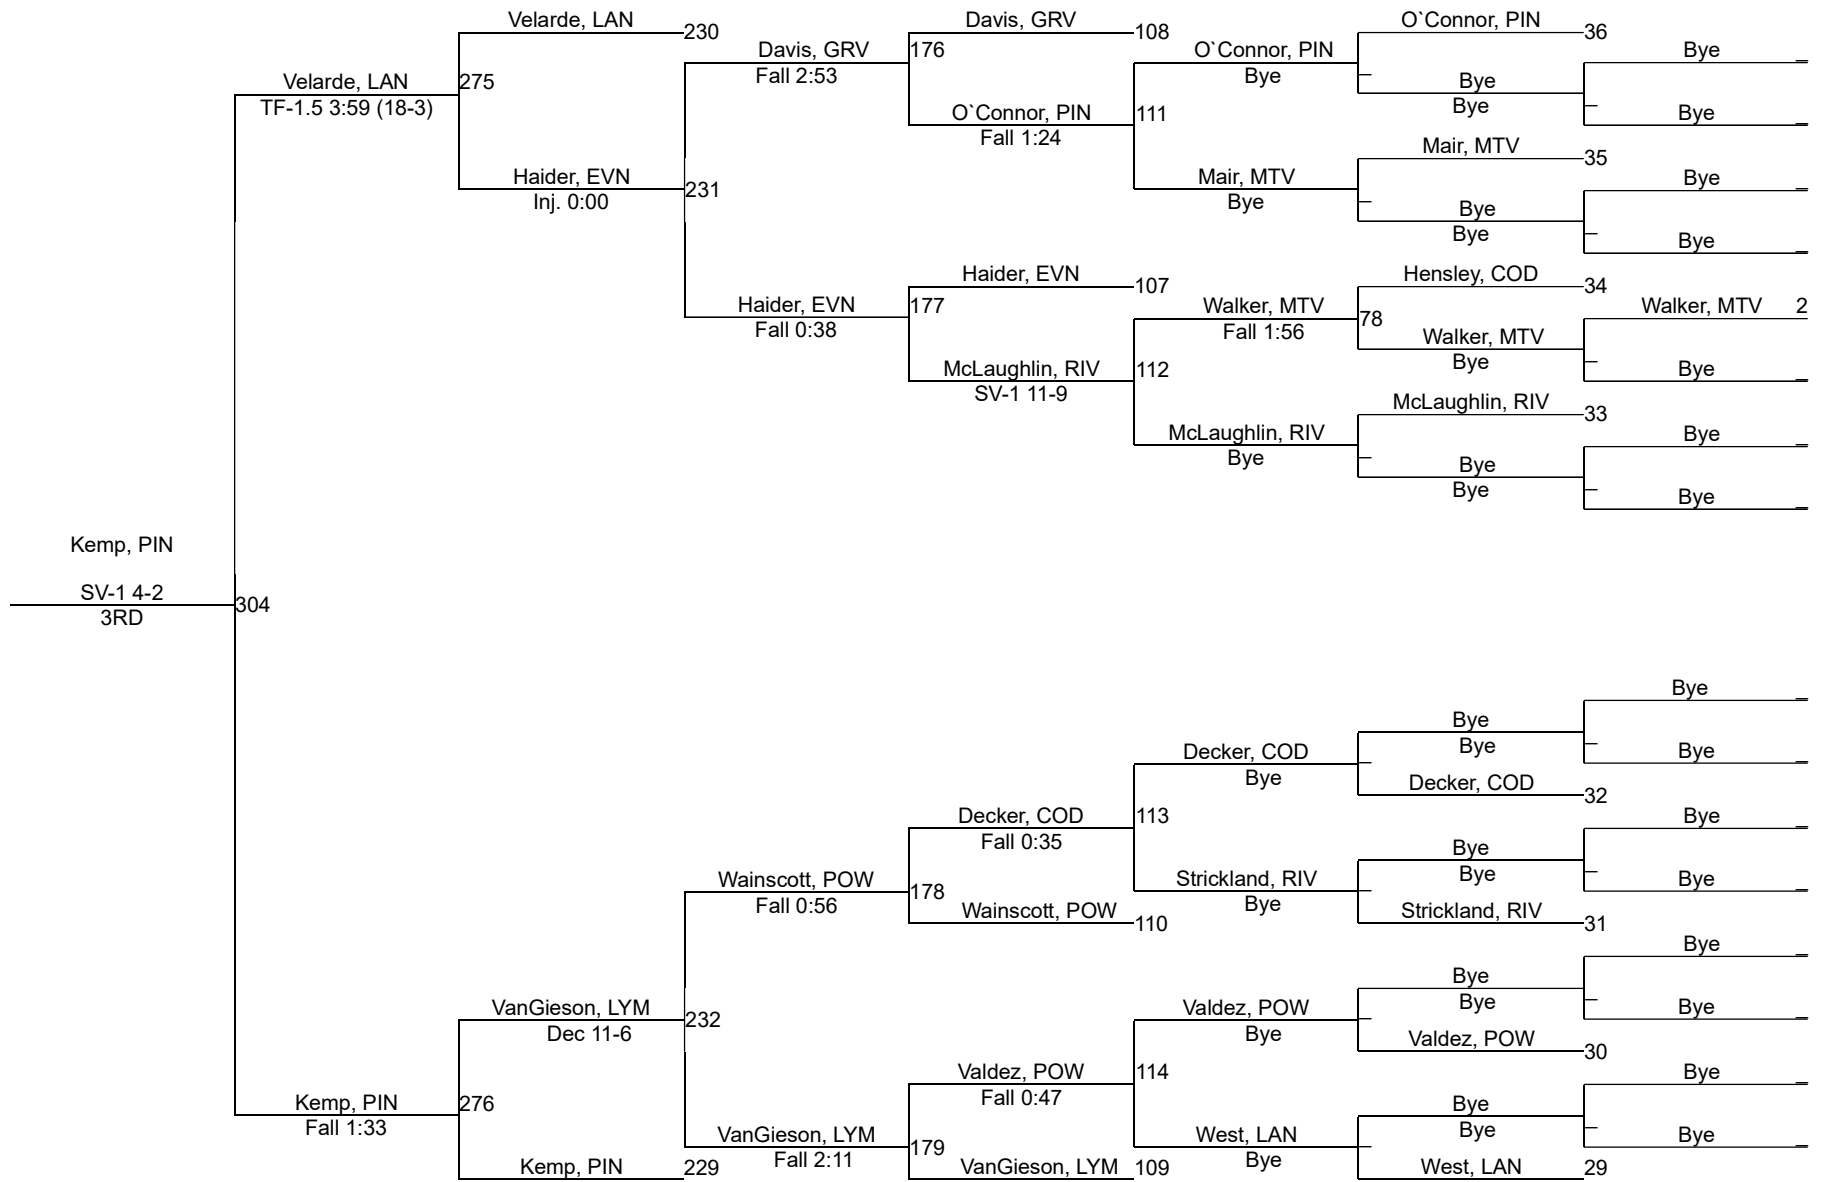 Velarde, LAN
230
Davis, GRV
108
O`Connor, PIN
36
Davis, GRV
176
O`Connor, PIN
Bye
_
Fall 2:53
Bye
_
Bye
Velarde, LAN
275
Bye
TF-1.5 3:59 (18-3)
O`Connor, PIN
111
Bye
_
Fall 1:24
Mair, MTV
35
Haider, EVN
231
Mair, MTV
_
Bye
_
Inj. 0:00
Bye
Bye
Bye
_
Bye
_
Haider, EVN
107
Hensley, COD
34
Haider, EVN
177
Walker, MTV
78
Walker, MTV 2
Fall 0:38
Fall 1:56
Walker, MTV
McLaughlin, RIV
112
Bye
_
Bye
_
SV-1 11-9
McLaughlin, RIV
33
McLaughlin, RIV
Bye
_
Bye
_
Bye
Bye
_
Bye
_
Kemp, PIN
SV-1 4-2
304
3RD
Bye
_
Bye
Decker, COD
_
Bye
_
Bye
_
Bye
Decker, COD
32
Decker, COD
113
Bye
_
Fall 0:35
Bye
Wainscott, POW
178
Strickland, RIV
_
Bye
_
Bye
_
Fall 0:56
Bye
Wainscott, POW
110
Strickland, RIV
31
Bye
_
Bye
VanGieson, LYM
232
Valdez, POW
_
Bye
_
Bye
_
Dec 11-6
Bye
Valdez, POW
30
Valdez, POW
114
Bye
_
Fall 0:47
Kemp, PIN
276
Bye
Fall 1:33
VanGieson, LYM
179
West, LAN
_
Bye
_
Bye
_
Fall 2:11
Bye
Kemp, PIN
229
VanGieson, LYM
109
West, LAN
29